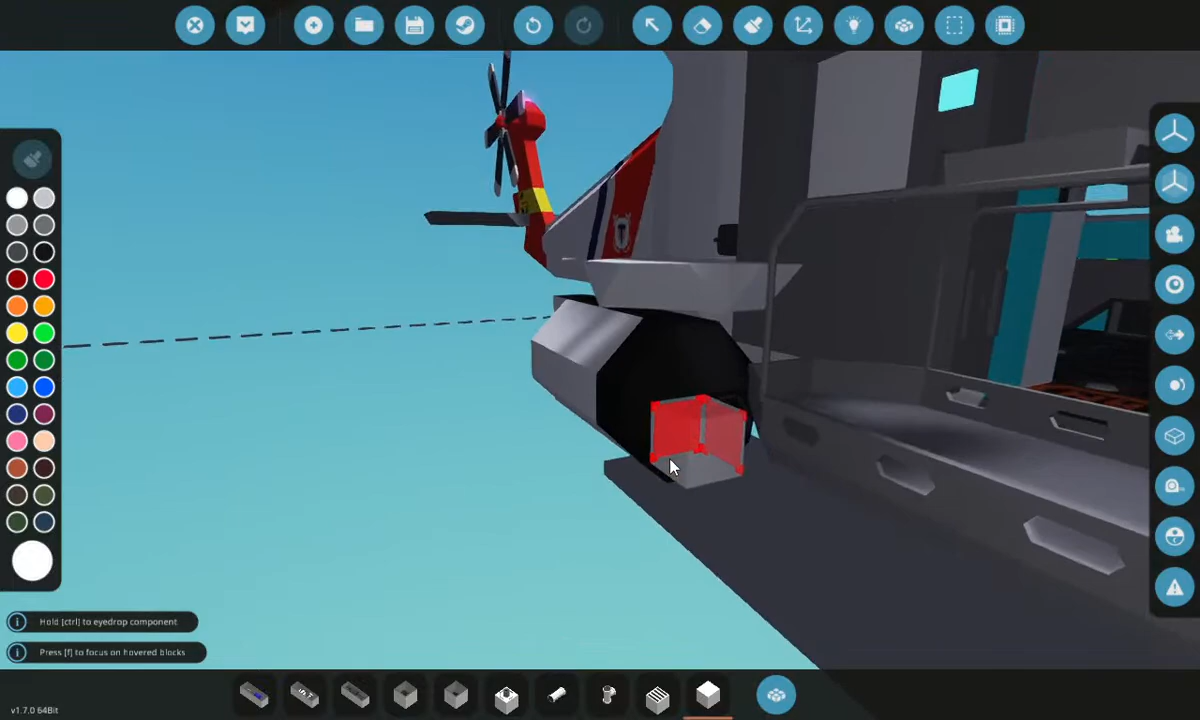 Hold [ctrl] to eyedrop component
Press [f] to focus on hovered blocks
v1.7.0 64Bit